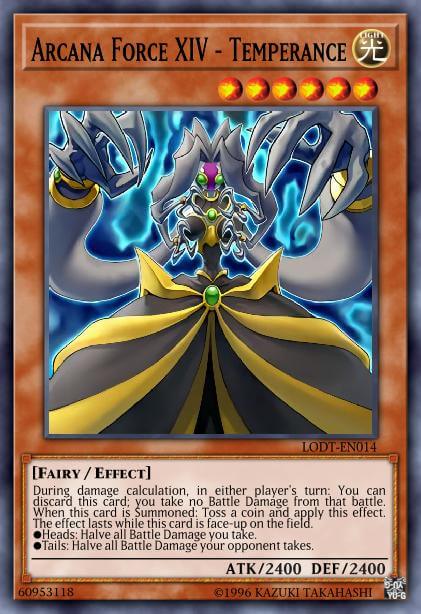 ARCANA FORCE XIV - TEMPERANCE
LIGHT
光
LODT-EN014
[FAIRY / EFFECT]
During damage calculation, in either player's turn: You can
discard this card; you take no Battle Damage from that battle.
When this card is Summoned: Toss a coin and apply this effect.
The effect lasts while this card is face-up on the field.
●Heads: Halve all Battle Damage you take.
●Tails: Halve all Battle Damage your opponent takes.
ATK/2400 DEF/2400
60953118
©1996 KAZUKI TAKAHASHI